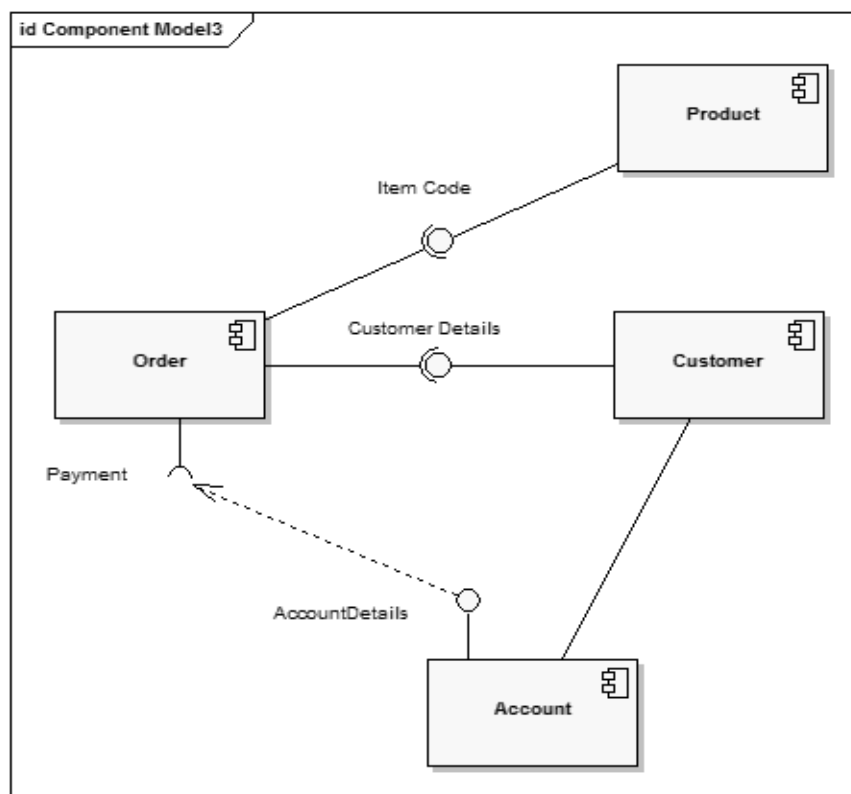 id Component Model3
Product
Item Code
Customer Details
Order
Customer
Payment
AccountDetails
Account